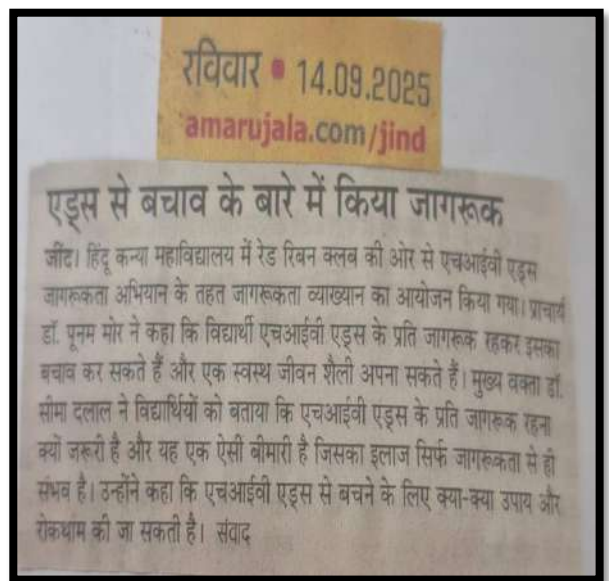 रविवार • 14.09.2025
amarujala.com/jind
एड्स से बचाव के बारे में किया जागरूक
जींद। हिंदू कन्या महाविद्यालय में रेड रिबन क्लब की ओर से एचआईवी एड्स
जागरूकता अभियान के तहत जागरूकता व्याख्यान का आयोजन किया गया। प्राचार्य
डॉ. पूनम मोर ने कहा कि विद्यार्थी एचआईवी एड्स के प्रति जागरूक रहकर इसका
बचाव कर सकते हैं और एक स्वस्थ जीवन शैली अपना सकते हैं। मुख्य वक्ता डॉ.
सीमा दलाल ने विद्यार्थियों को बताया कि एचआईवी एड्स के प्रति जागरूक रहना
क्यों जरूरी है और यह एक ऐसी बीमारी है जिसका इलाज सिर्फ जागरूकता से ही
संभव है। उन्होंने कहा कि एचआईवी एड्स से बचने के लिए क्या-क्या उपाय और
रोकथाम की जा सकती है। संवाद